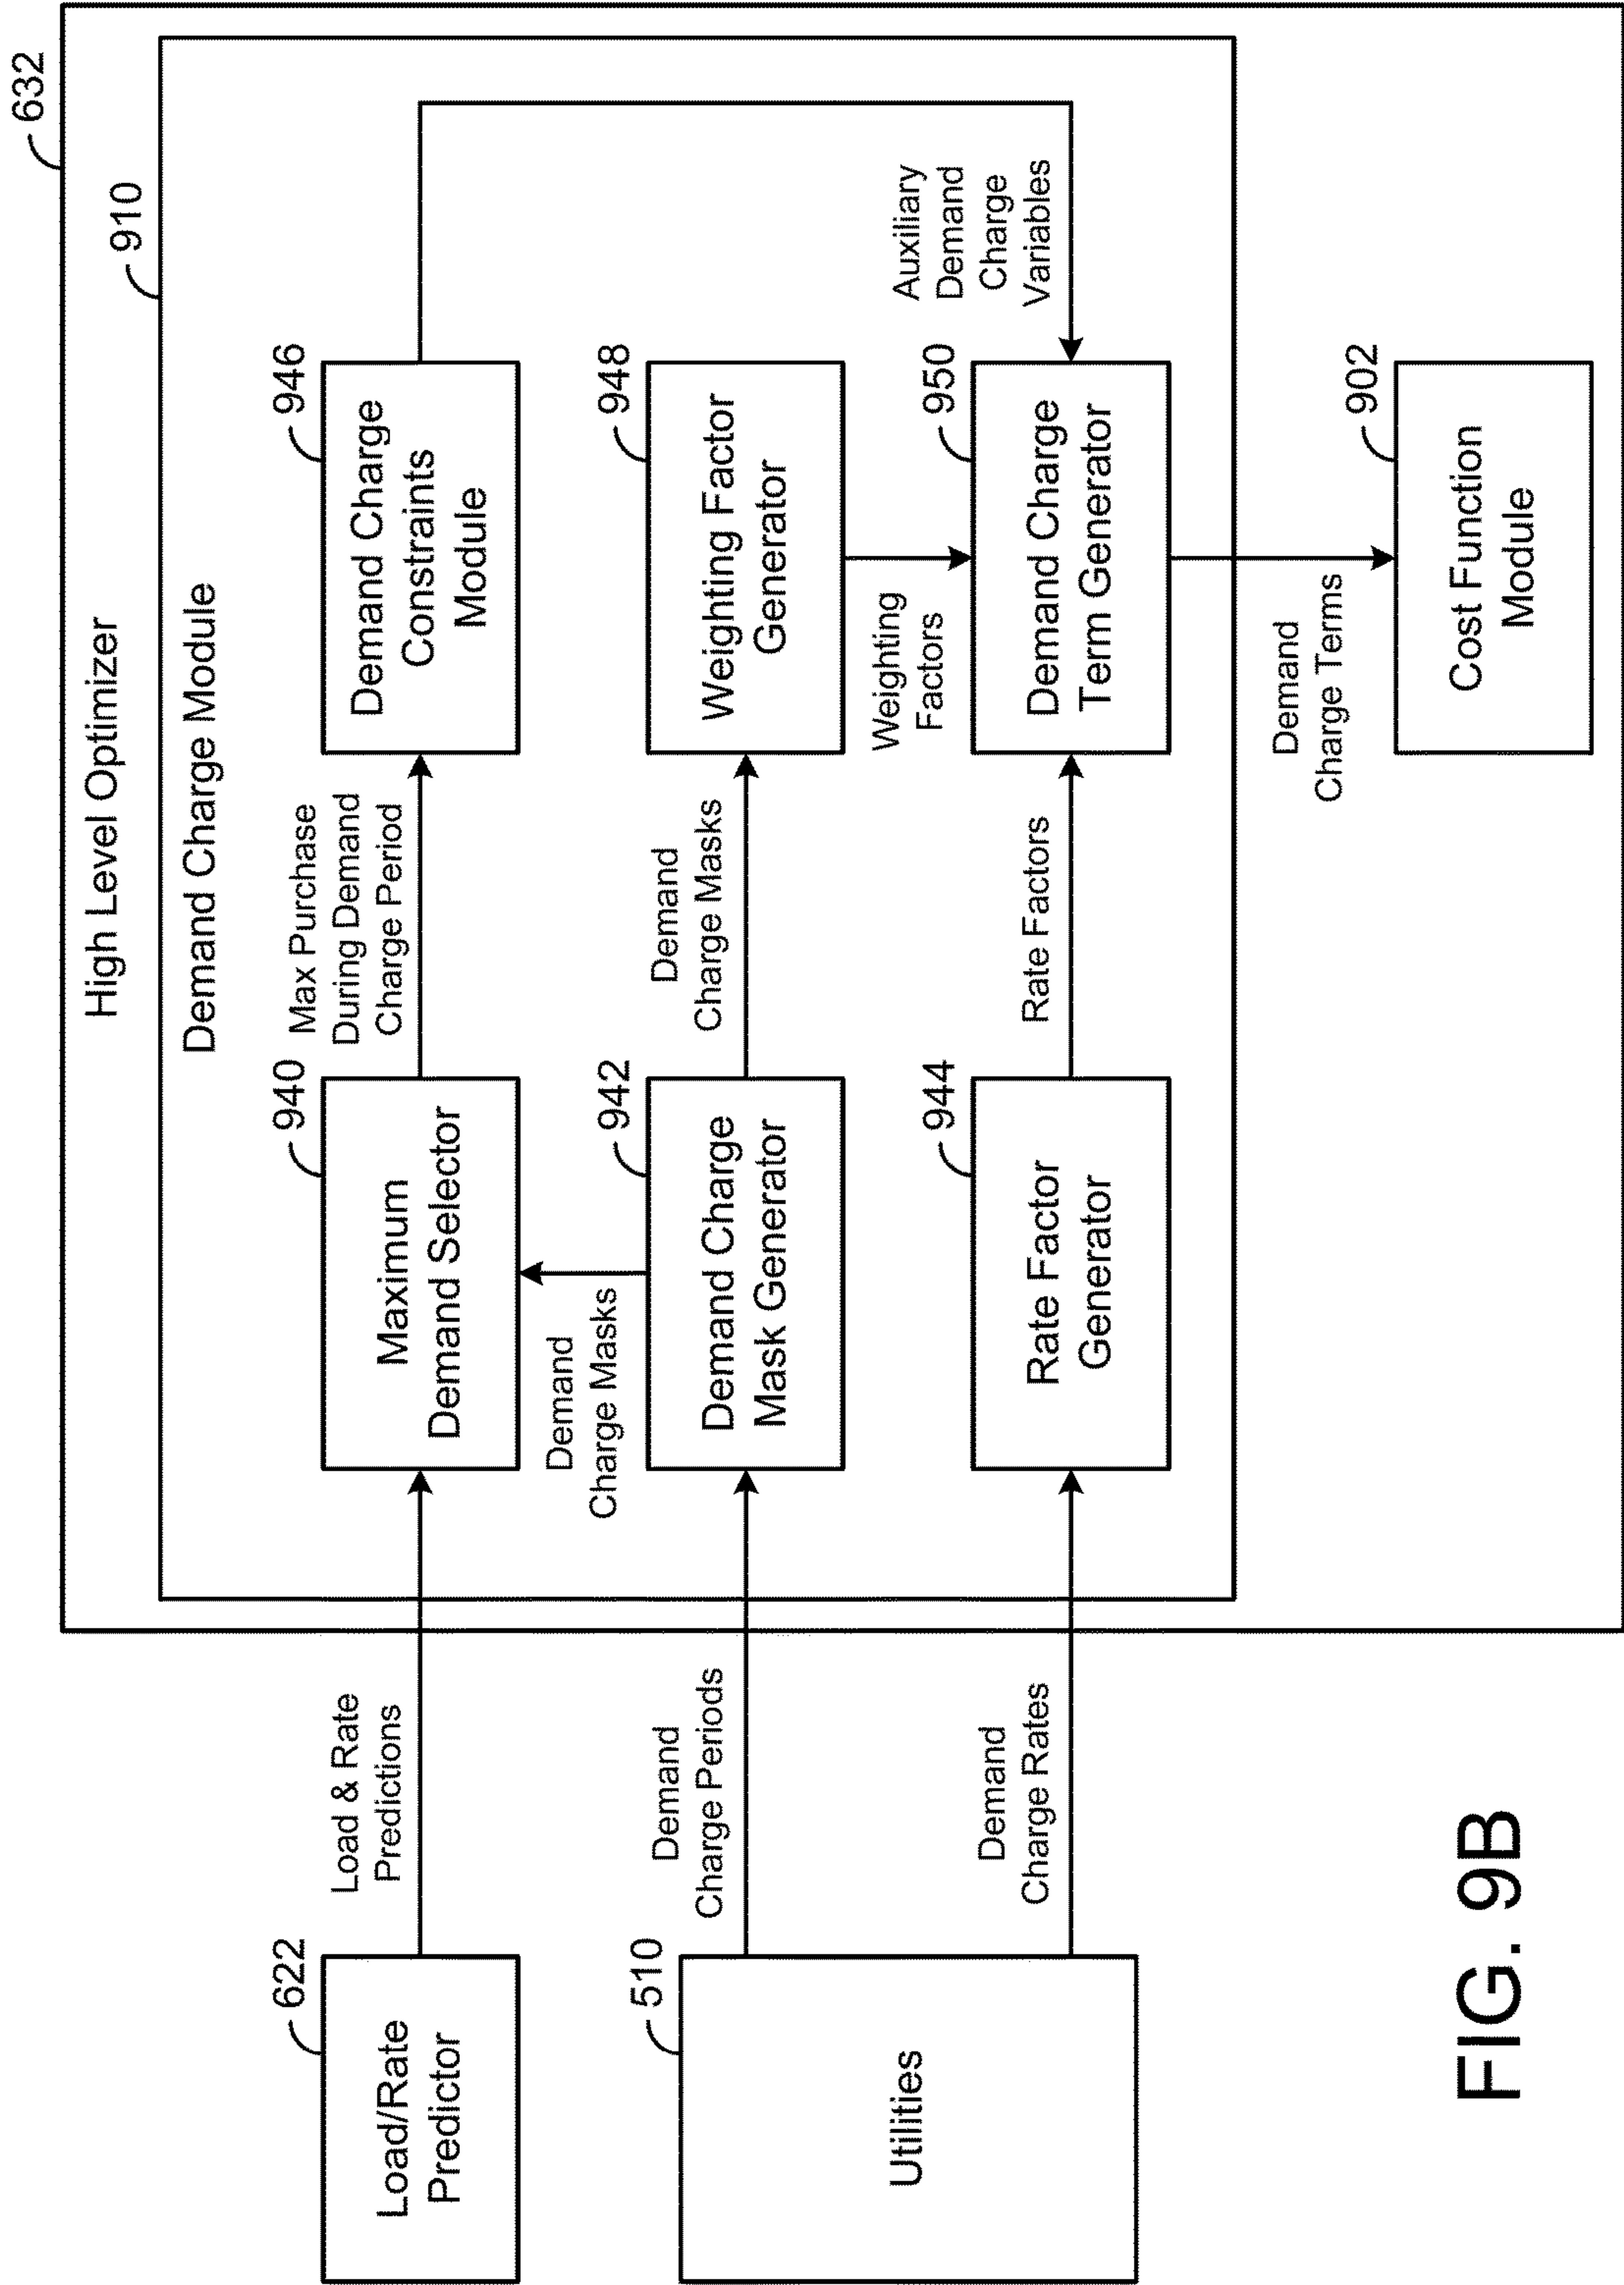 632
High Level Optimizer
910
Demand Charge Module
622
Load/Rate
Predictor
Load & Rate
Predictions
940
Maximum
Demand Selector
Max Purchase
During Demand
Charge Period
946
Demand Charge
Constraints
Module
Demand
Charge Masks
510
Utilities
Demand
Charge Periods
942
Demand Charge
Mask Generator
Demand
Charge Masks
948
Weighting Factor
Generator
Weighting
Factors
Auxiliary
Demand
Charge
Variables
Demand
Charge Rates
944
Rate Factor
Generator
Rate Factors
950
Demand Charge
Term Generator
Demand
Charge Terms
902
Cost Function
Module
FIG. 9B